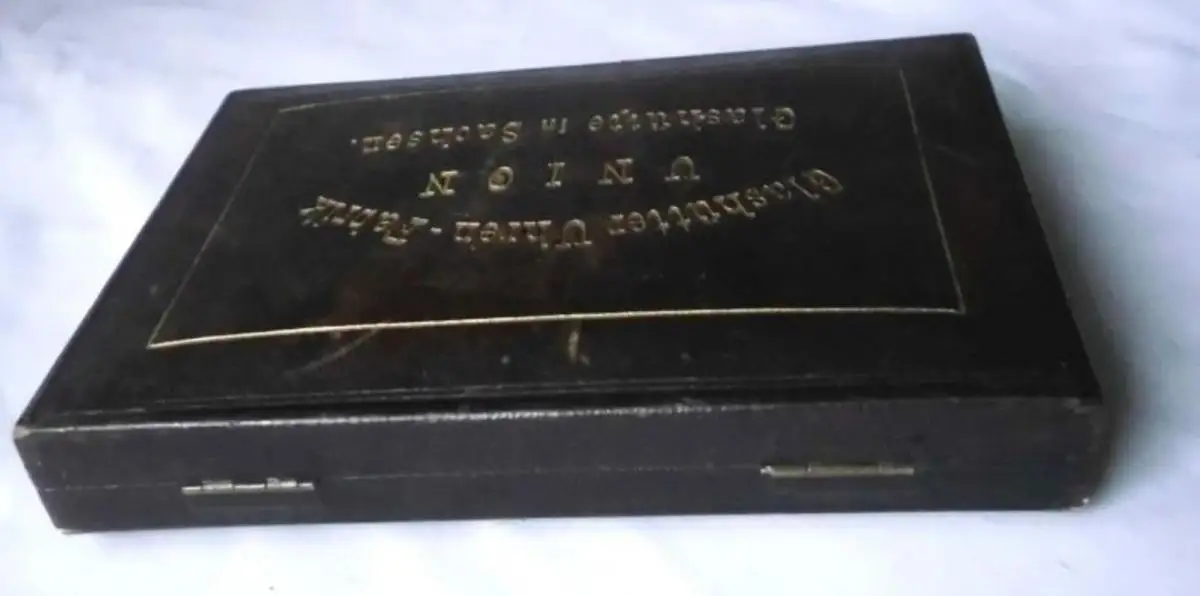 Glashütter Uhren-Fabrik
UNION
Glashütte in Sachsen.